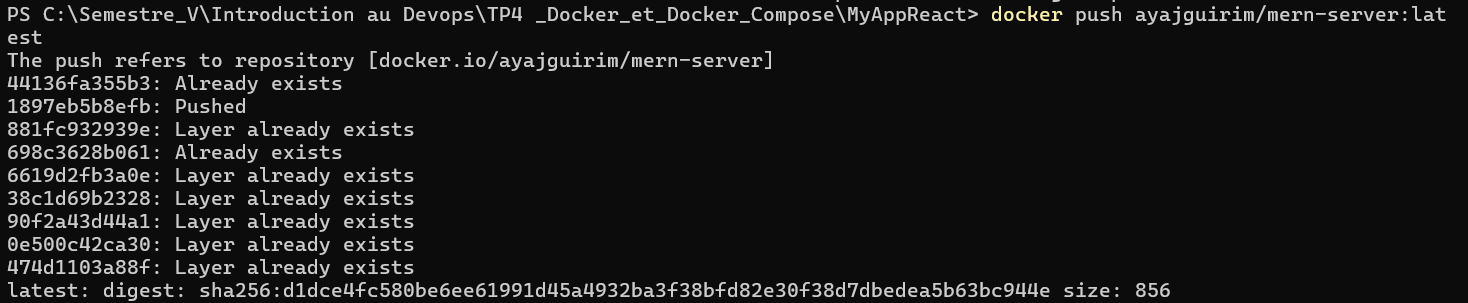 PS C:\Semestre_V\Introduction au Devops\TP4 _Docker_et_Docker_Compose\MyAppReact> docker push ayajguirim/mern-server:lat
est
The push refers to repository [docker.io/ayajguirim/mern-server]
44136fa355b3: Already exists
1897eb5b8efb: Pushed
881fc932939e: Layer already exists
698c3628b061: Already exists
6619d2fb3a0e: Layer already exists
38c1d69b2328: Layer already exists
90f2a43d44a1: Layer already exists
0e500c42ca30: Layer already exists
474d1103a88f: Layer already exists
latest: digest: sha256:d1dce4fc580be6ee61991d45a4932ba3f38bfd82e30f38d7dbedea5b63bc944e size: 856